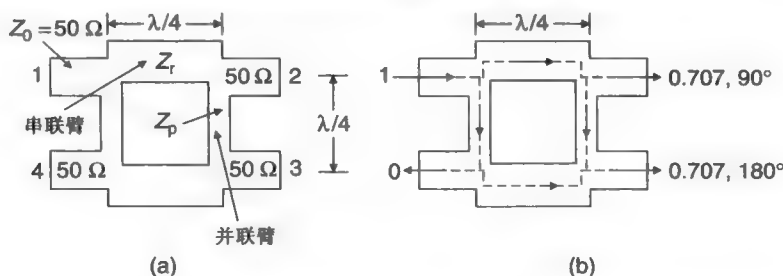 λ/4
Z₀ = 50 Ω
1
Zᵣ
50 Ω
2
串联臂
Zₚ
λ/4
4
50 Ω
50 Ω
3
并联臂
(a)
λ/4
1
0.707, 90°
0
0.707, 180°
(b)